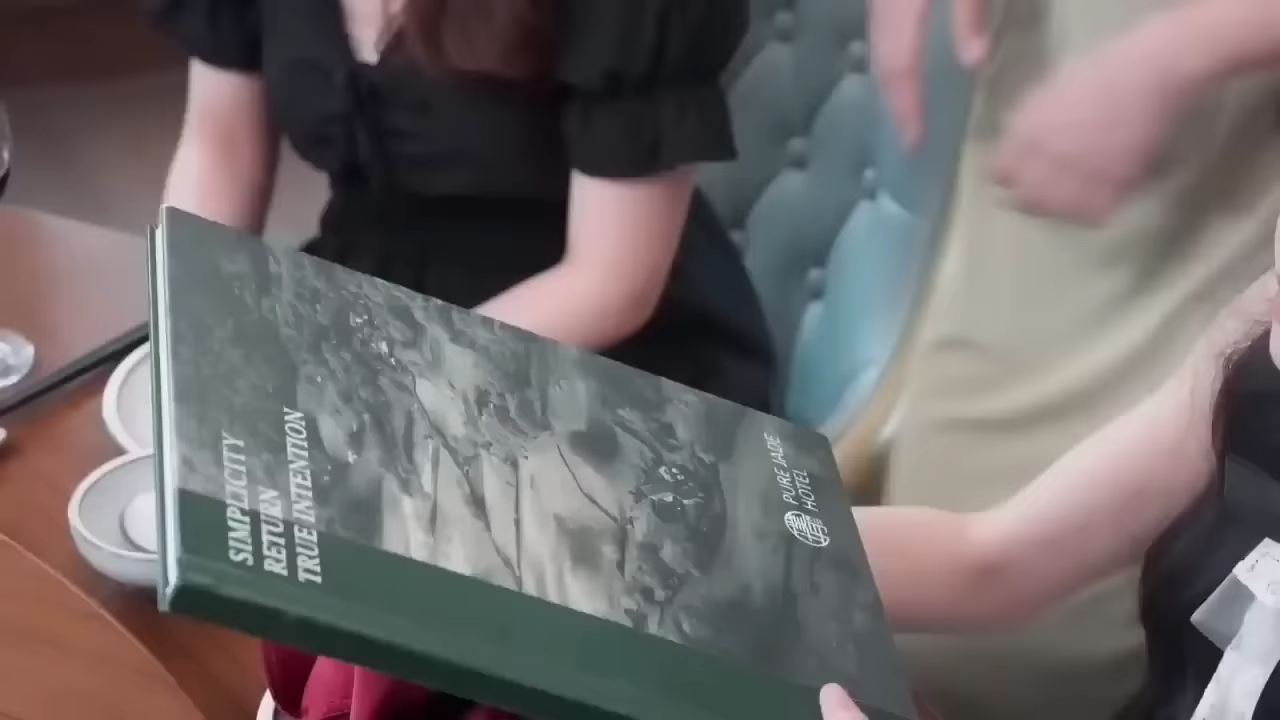 SIMPLICITY
RETURN
TRUE INTENTION
PURE JADE
HOTEL